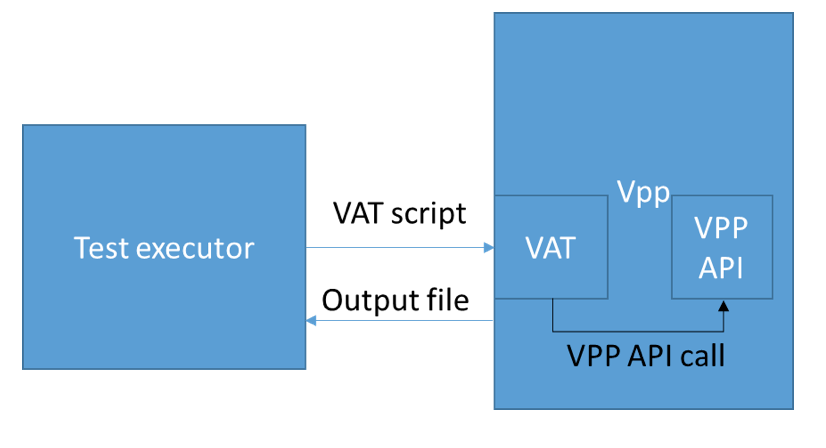 Vpp
VAT script
Test executor
VAT
VPP
API
Output file
VPP API call